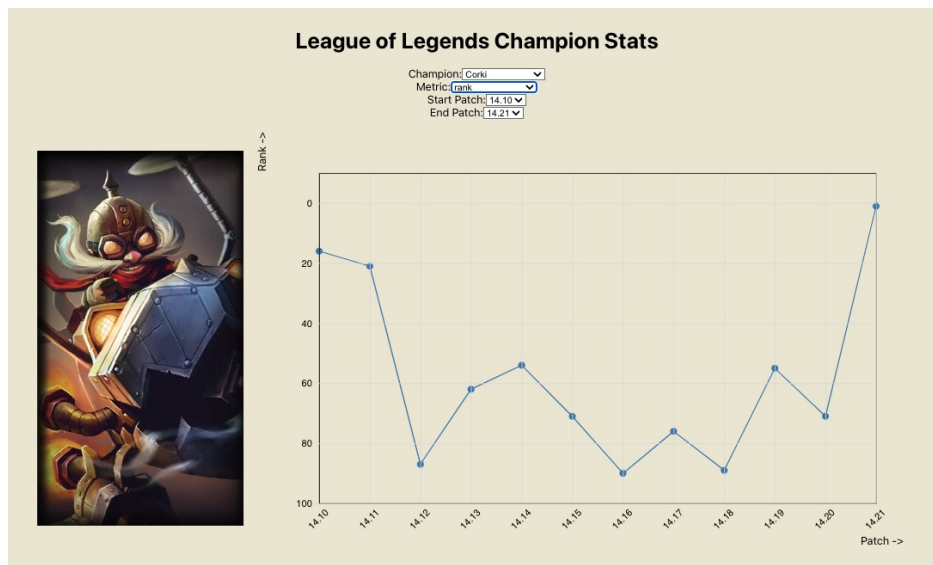 League of Legends Champion Stats
Champion: Corki
Metric: rank
Start Patch: 14.10
End Patch: 14.21
Rank ->
0
20
40
60
80
100
14.10
14.11
14.12
14.13
14.14
14.15
14.16
14.17
14.18
14.19
14.20
14.21
Patch ->